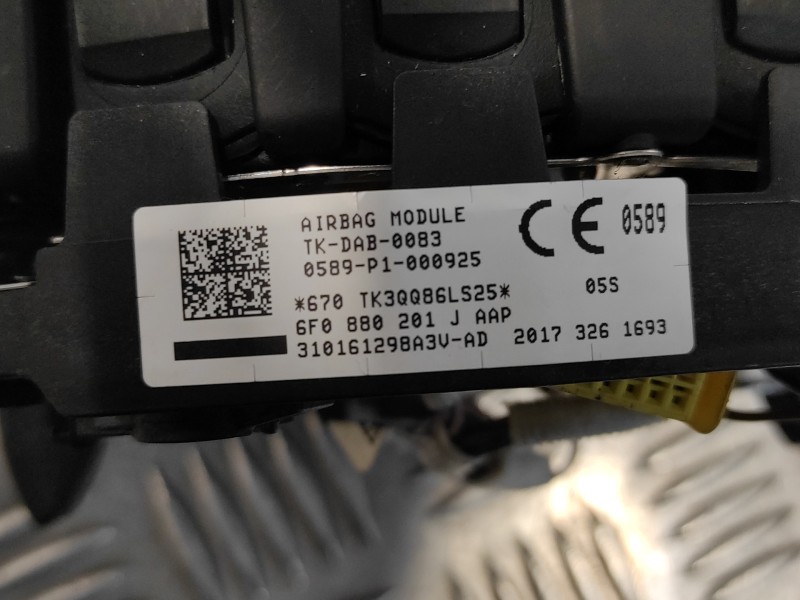 AIRBAG MODULE
TK-DAB-0083
0589-P1-000925
CE 0589
*670 TK3QQ86LS25* 05S
6F0 880 201 J AAP
310161298A3V-AD 2017 326 1693